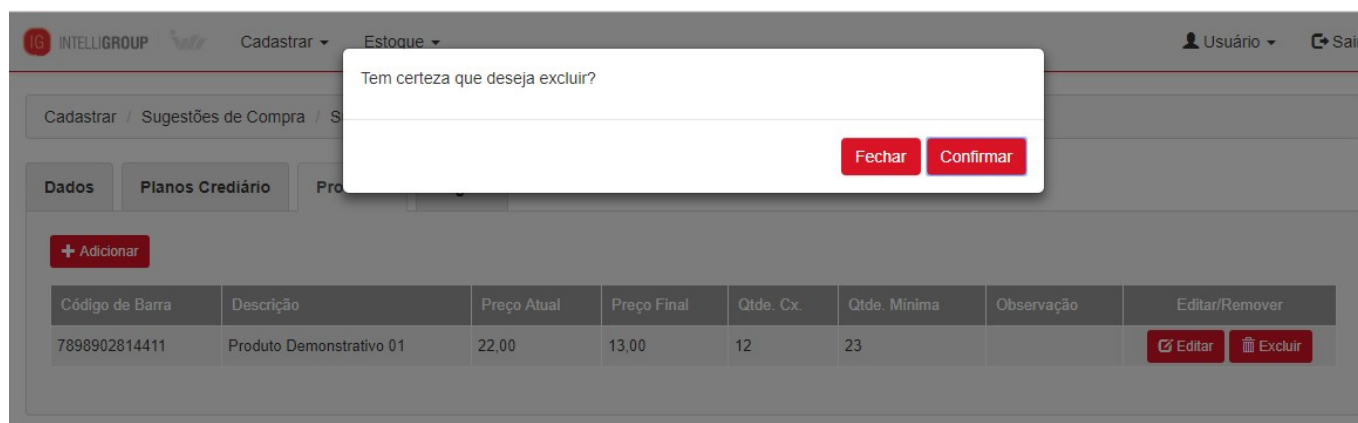 IG INTELLIGROUP Cadastrar Estoque Usuário Sair
Tem certeza que deseja excluir?
Cadastrar / Sugestões de Compra / S
Fechar Confirmar
Dados Planos Crediário Pro
Adicionar
Código de Barra Descrição Preço Atual Preço Final Qtde. Cx. Qtde. Mínima Observação Editar/Remover
7898902814411 Produto Demonstrativo 01 22,00 13,00 12 23 Editar Excluir